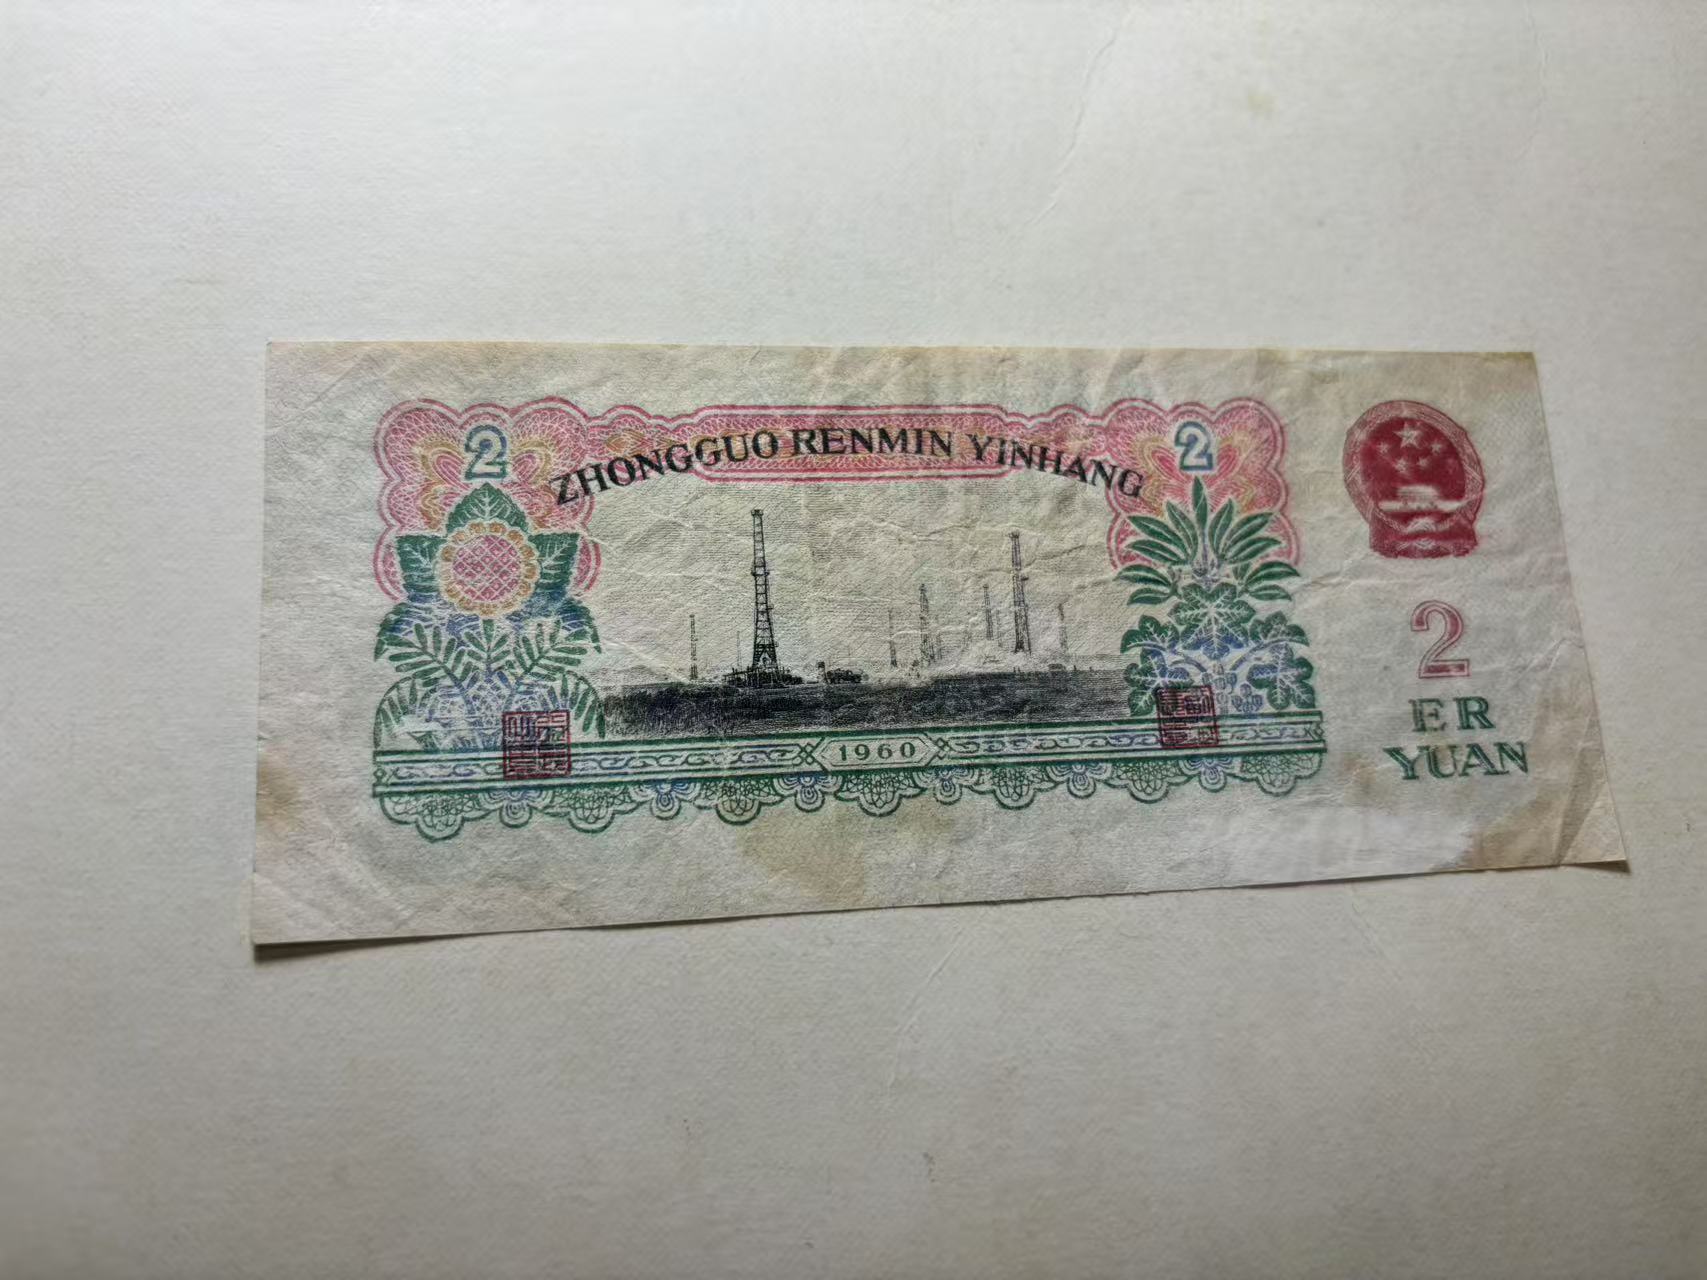 2
ZHONGGUO RENMIN YINHANG
2
1960
2
ER
YUAN